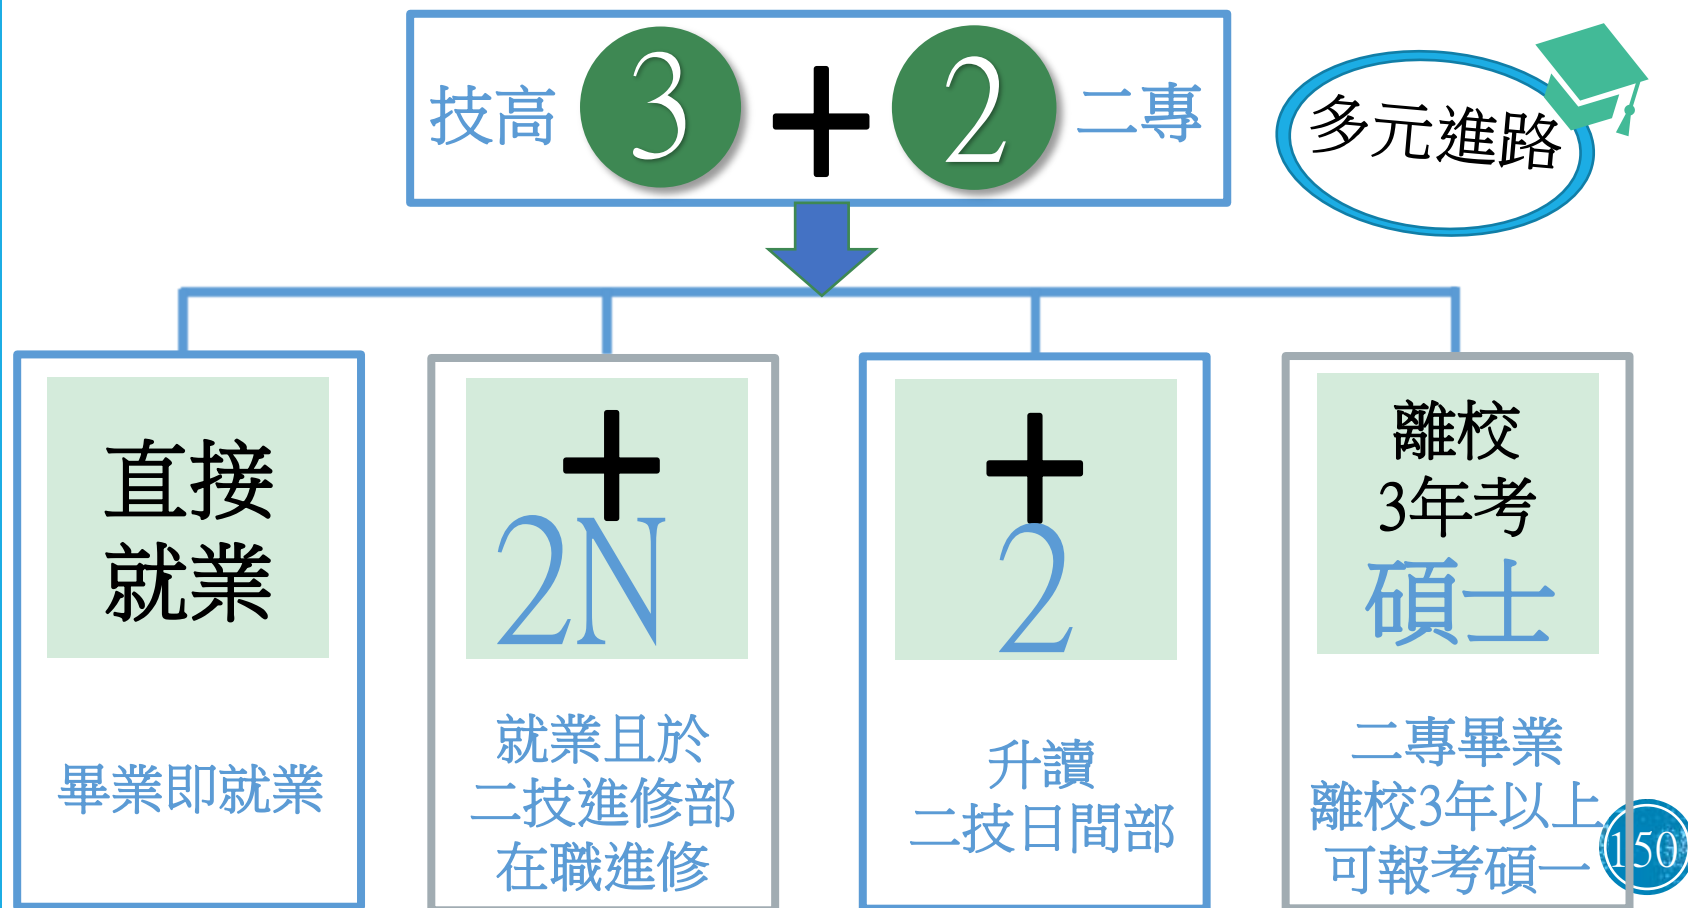 技高 3 + 2 二專
多元進路
直接
就業
畢業即就業
+
2N
就業且於
二技進修部
在職進修
+
2
升讀
二技日間部
離校
3年考
碩士
二專畢業
離校3年以上
可報考碩一
150